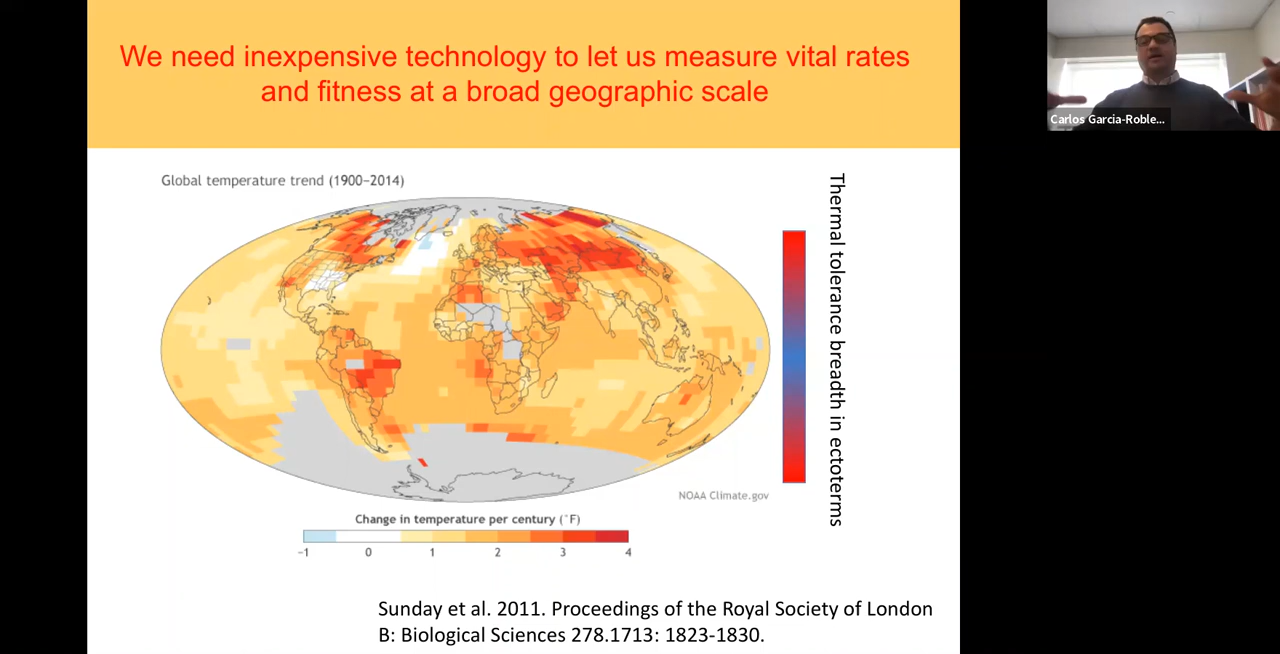 We need inexpensive technology to let us measure vital rates
and fitness at a broad geographic scale
Carlos Garcia-Roble...
Global temperature trend (1900–2014)
Thermal tolerance breadth in ectoterms
NOAA Climate.gov
Change in temperature per century (°F)
-1 0 1 2 3 4
Sunday et al. 2011. Proceedings of the Royal Society of London
B: Biological Sciences 278.1713: 1823-1830.